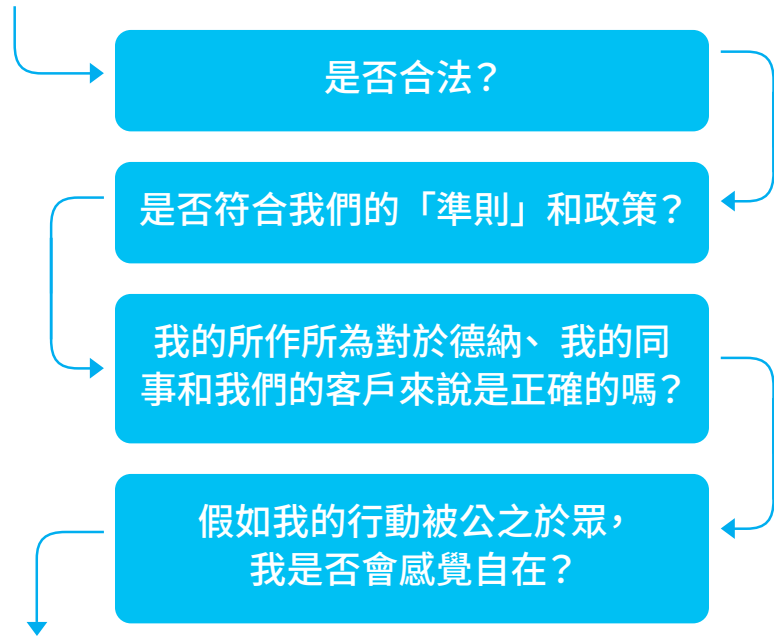 是否合法？
是否符合我們的「準則」和政策？
我的所作所為對於德納、 我的同
事和我們的客戶來說是正確的嗎？
假如我的行動被公之於眾，
我是否會感覺自在？